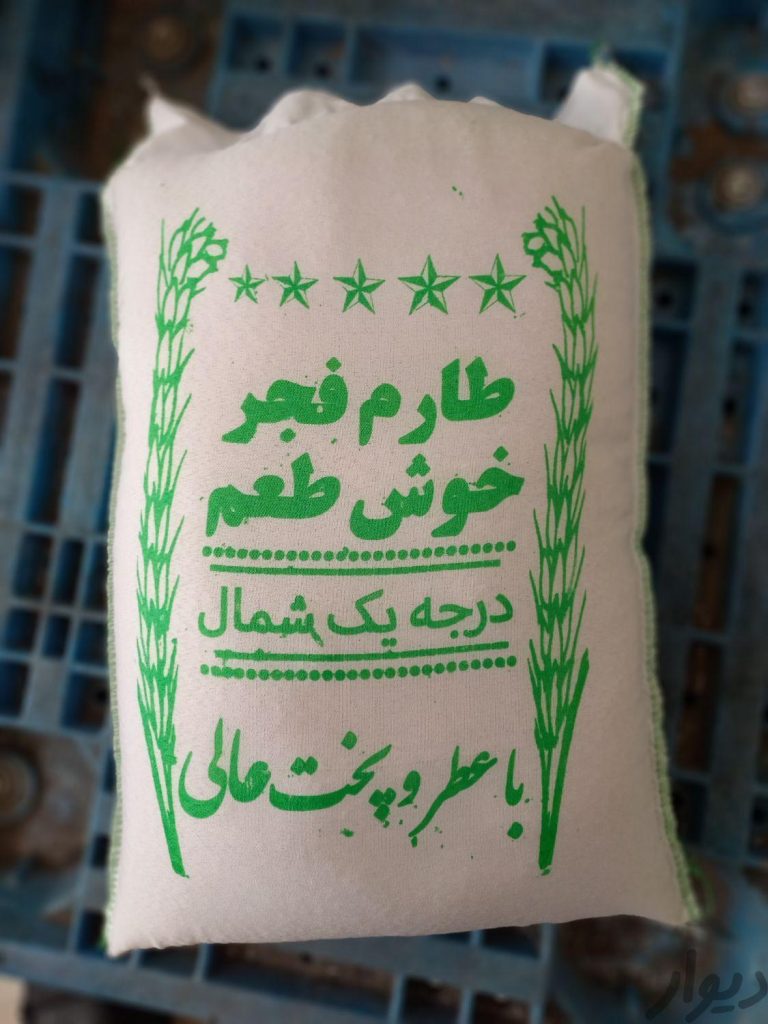 طارم فجر
خوش طعم
درجه یک شمال
با عطر و پخت عالی
دیوار